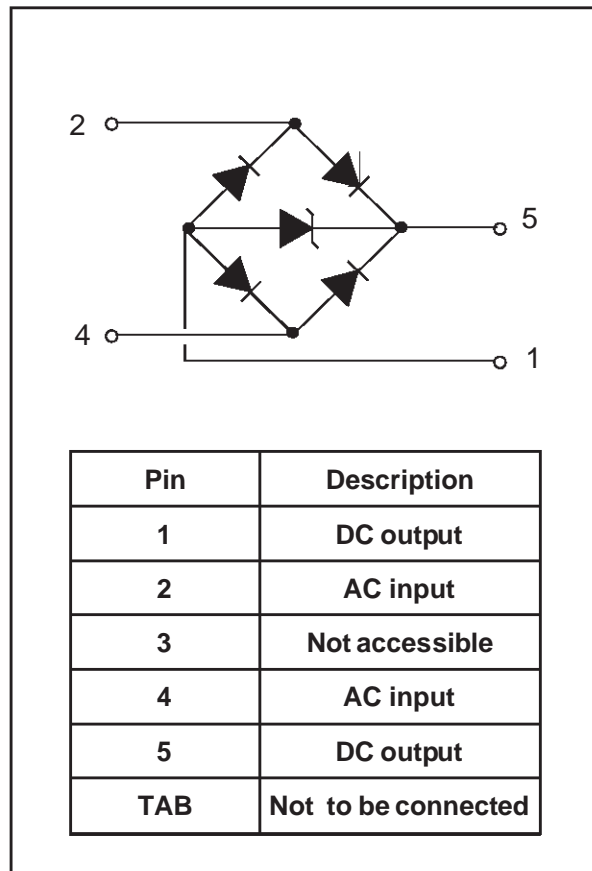 2
5
4
1
Pin Description
1 DC output
2 AC input
3 Not accessible
4 AC input
5 DC output
TAB Not to be connected